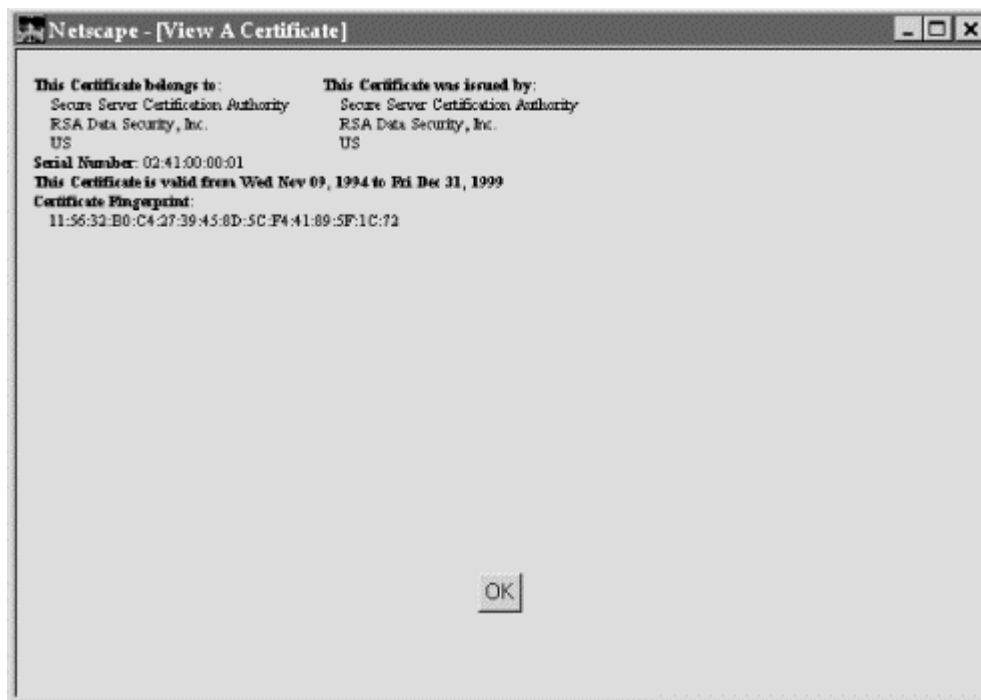 Netscape - [View A Certificate]
This Certificate belongs to:
Secure Server Certification Authority
RSA Data Security, Inc.
US
This Certificate was issued by:
Secure Server Certification Authority
RSA Data Security, Inc.
US
Serial Number: 02:41:00:00:01
This Certificate is valid from Wed Nov 09, 1994 to Fri Dec 31, 1999
Certificate Fingerprint:
11:56:32:B0:C4:27:39:45:8D:5C:F4:41:89:5F:1C:72
OK